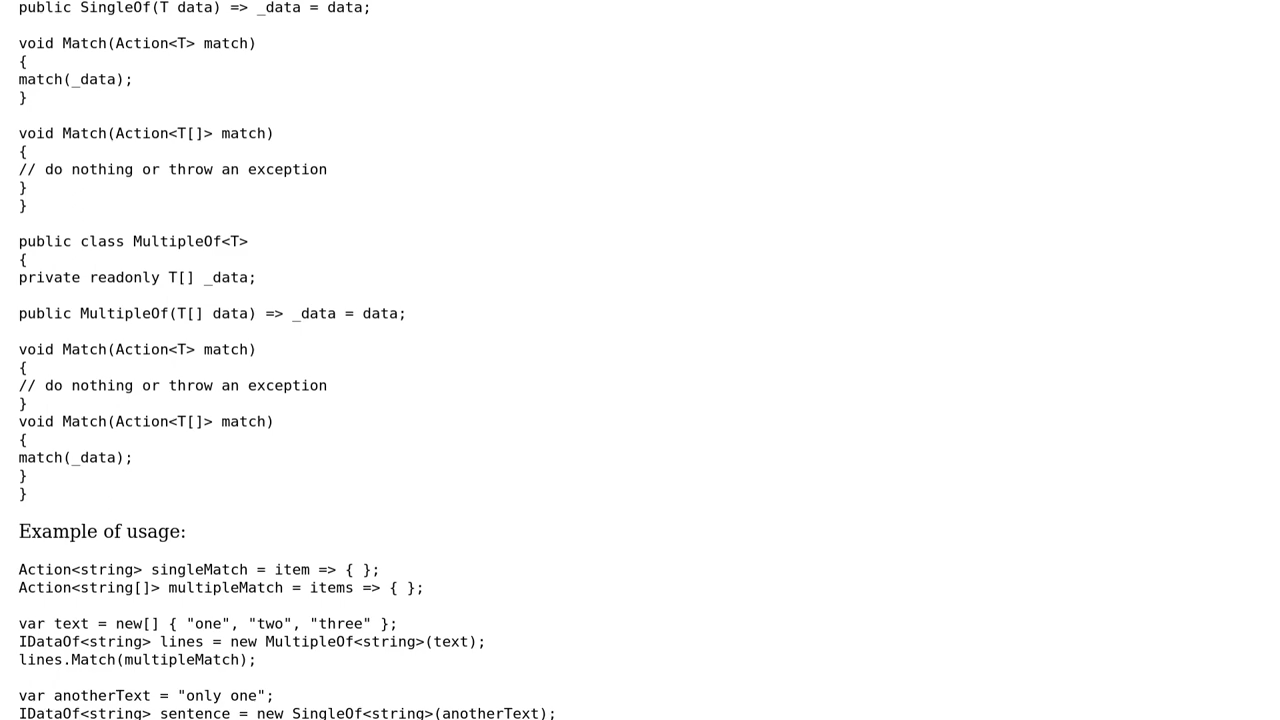 public SingleOf(T data) => _data = data;
void Match(Action<T> match)
{
match(_data);
}
void Match(Action<T[]> match)
{
// do nothing or throw an exception
}
}
public class MultipleOf<T>
{
private readonly T[] _data;
public MultipleOf(T[] data) => _data = data;
void Match(Action<T> match)
{
// do nothing or throw an exception
}
void Match(Action<T[]> match)
{
match(_data);
}
}
Example of usage:
Action<string> singleMatch = item => { };
Action<string[]> multipleMatch = items => { };
var text = new[] { "one", "two", "three" };
IDataOf<string> lines = new MultipleOf<string>(text);
lines.Match(multipleMatch);
var anotherText = "only one";
IDataOf<string> sentence = new SingleOf<string>(anotherText);